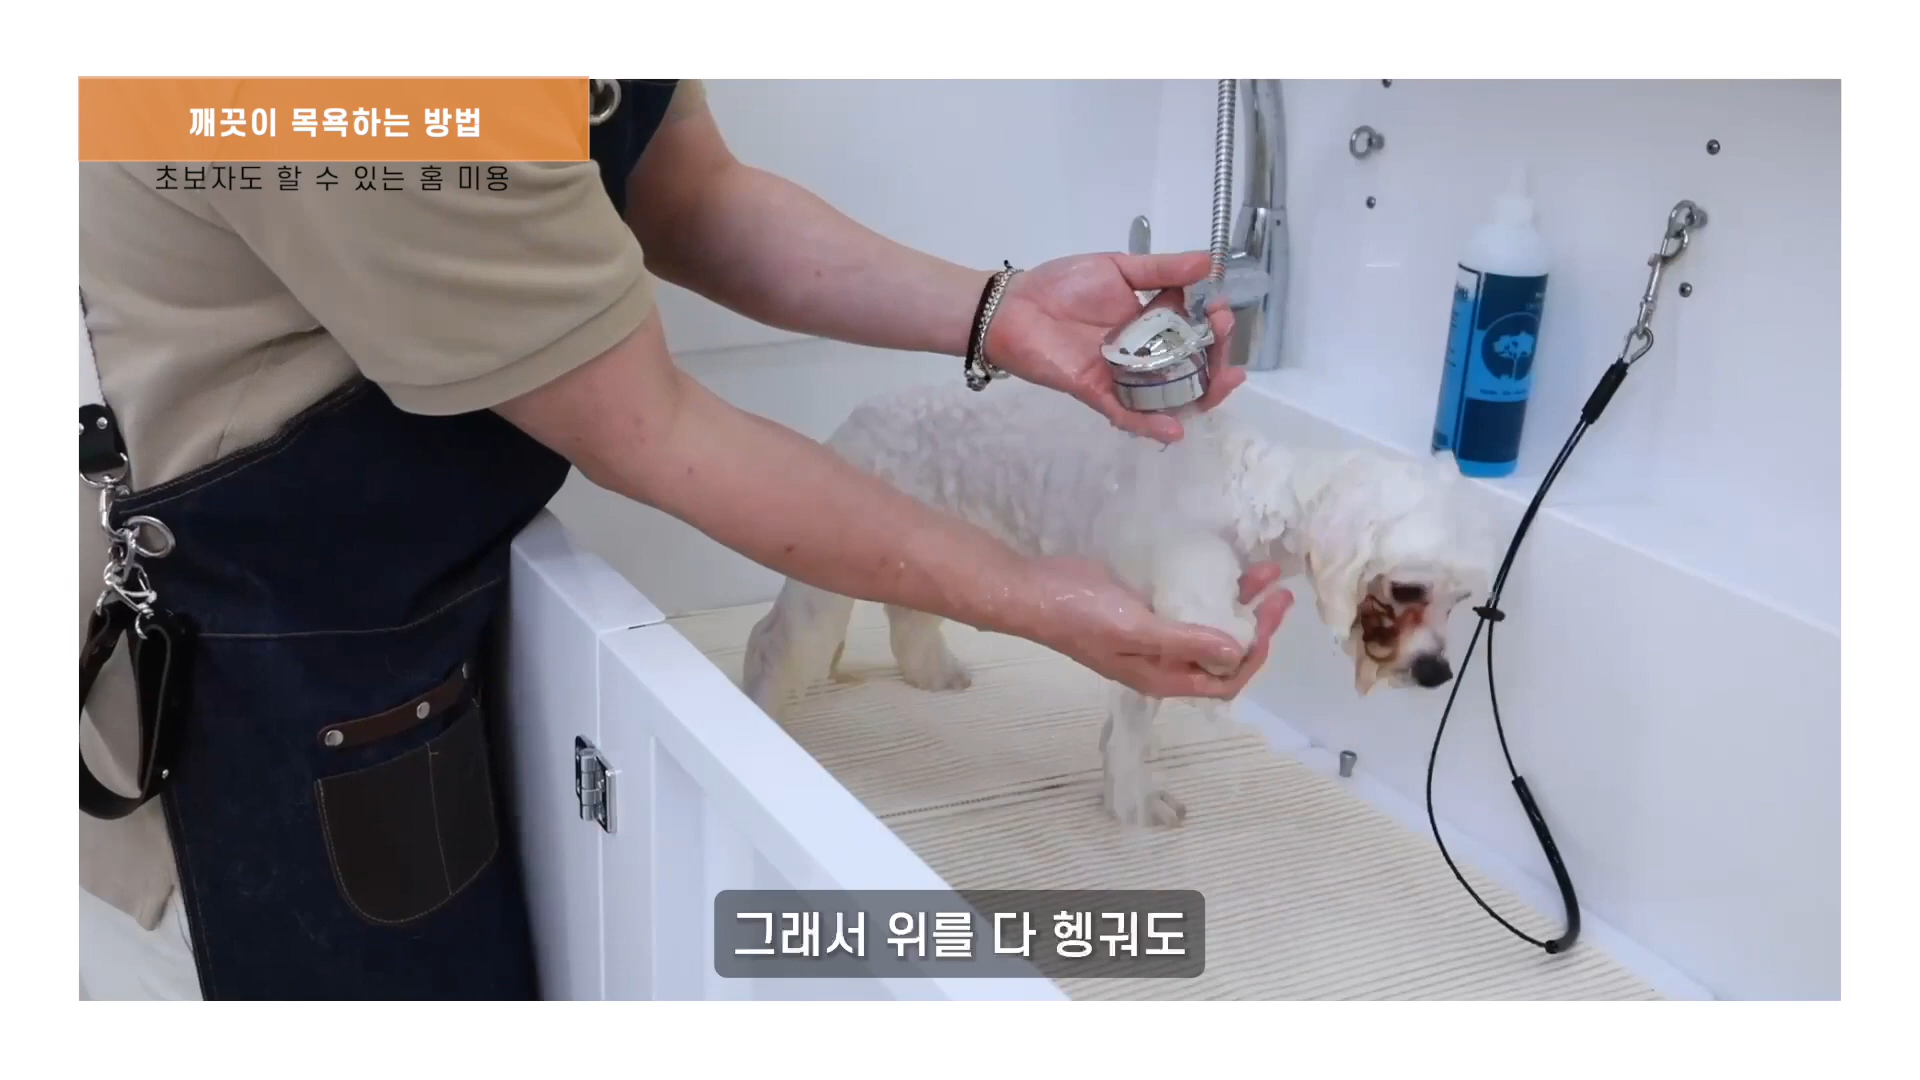 깨끗이 목욕하는 방법
초보자도 할 수 있는 홈 미용
그래서 위를 다 헹궈도